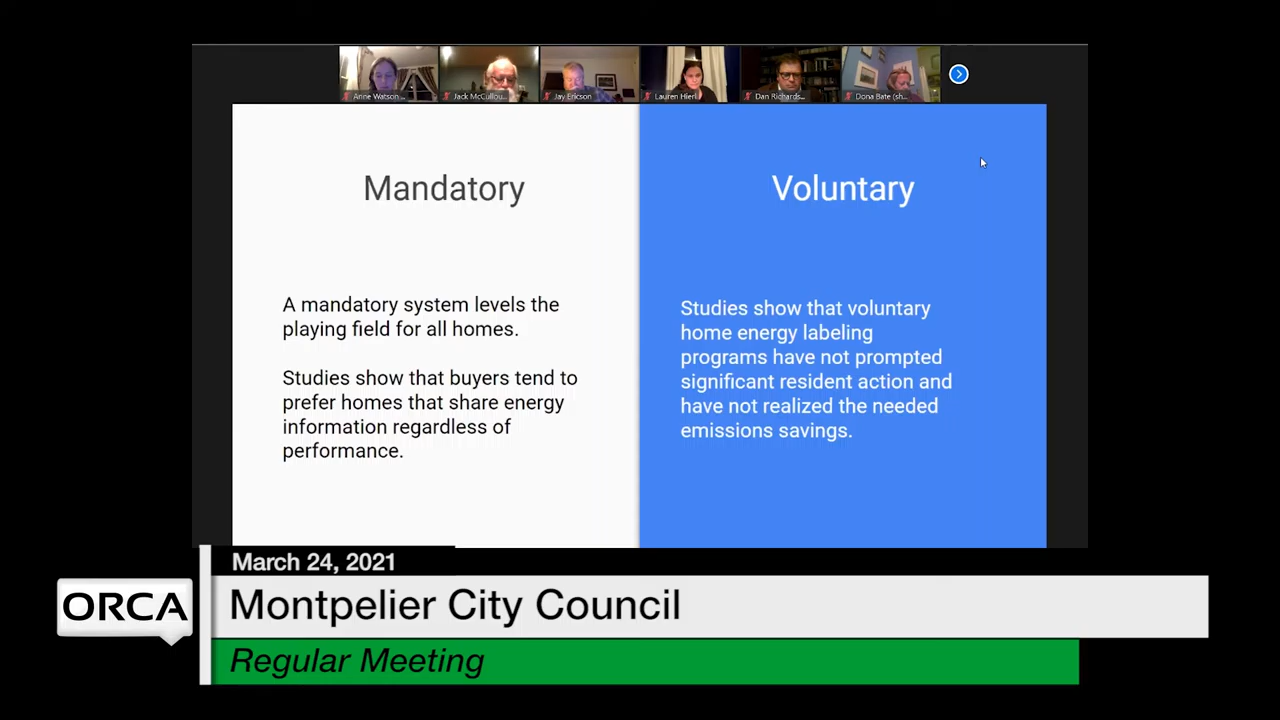 Anne Watson...
Jack McCullou...
Jay Ericson
Lauren Hierl
Dan Richards...
Dona Bate (sh...
Mandatory
A mandatory system levels the
playing field for all homes.
Studies show that buyers tend to
prefer homes that share energy
information regardless of
performance.
Voluntary
Studies show that voluntary
home energy labeling
programs have not prompted
significant resident action and
have not realized the needed
emissions savings.
March 24, 2021
ORCA
Montpelier City Council
Regular Meeting